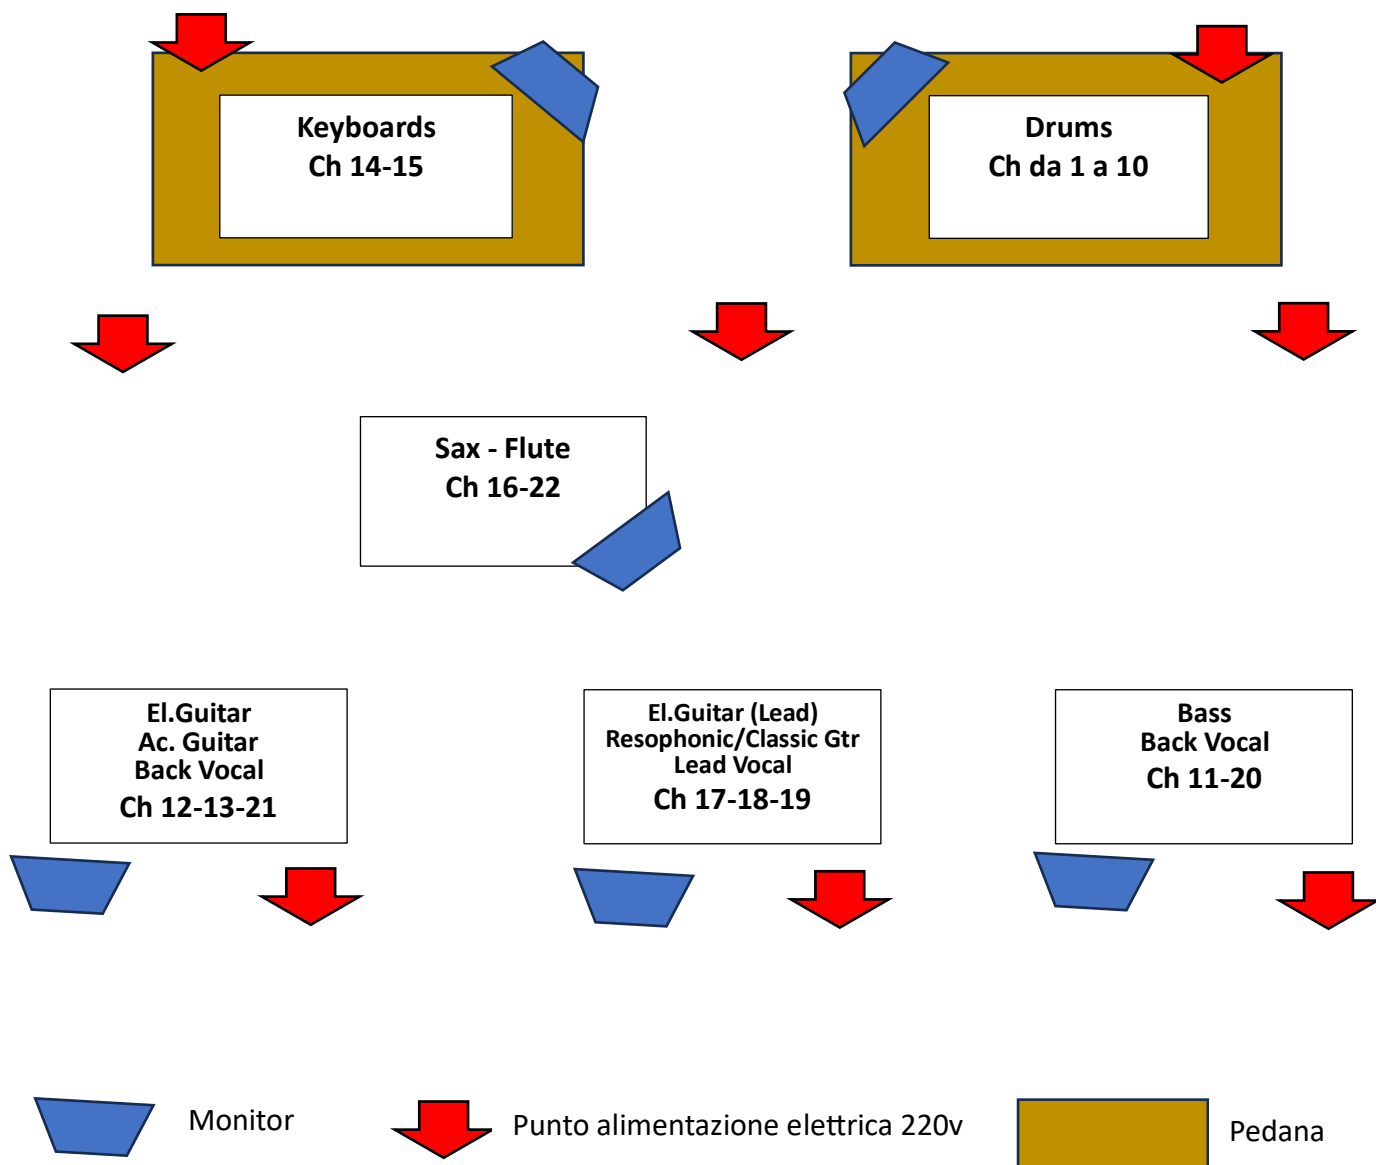 Keyboards
Ch 14-15
Drums
Ch da 1 a 10
Sax - Flute
Ch 16-22
El.Guitar
Ac. Guitar
Back Vocal
Ch 12-13-21
El.Guitar (Lead)
Resophonic/Classic Gtr
Lead Vocal
Ch 17-18-19
Bass
Back Vocal
Ch 11-20
Monitor
Punto alimentazione elettrica 220v
Pedana